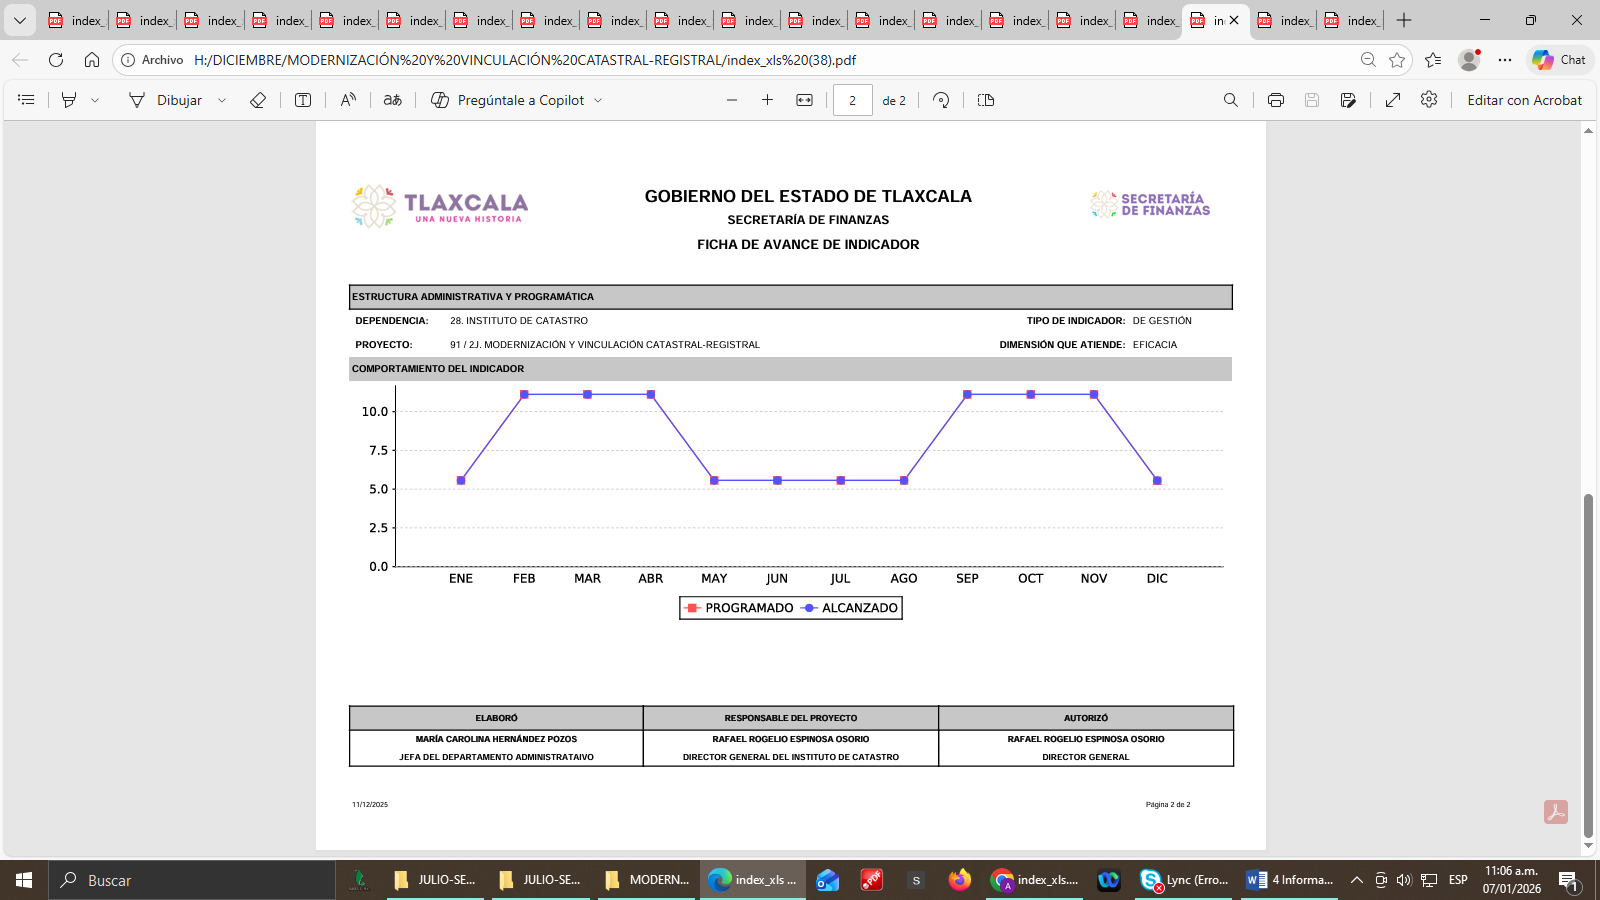 index_ index_ index_ index_ index_ index_ index_ index_ index_ index_ index_ index_ index_ index_ index_ index_ index_ in index_ index_
Archivo H:/DICIEMBRE/MODERNIZACIÓN%20Y%20VINCULACIÓN%20CATASTRAL-REGISTRAL/index_xls%20(38).pdf Chat
Dibujar aあ Pregúntale a Copilot 2 de 2 Editar con Acrobat
TLAXCALA
UNA NUEVA HISTORIA
GOBIERNO DEL ESTADO DE TLAXCALA
SECRETARÍA DE FINANZAS
FICHA DE AVANCE DE INDICADOR
SECRETARÍA
DE FINANZAS
ESTRUCTURA ADMINISTRATIVA Y PROGRAMÁTICA
DEPENDENCIA: 28. INSTITUTO DE CATASTRO TIPO DE INDICADOR: DE GESTIÓN
PROYECTO: 91 / 2J. MODERNIZACIÓN Y VINCULACIÓN CATASTRAL-REGISTRAL DIMENSIÓN QUE ATIENDE: EFICACIA
COMPORTAMIENTO DEL INDICADOR
10.0
7.5
5.0
2.5
0.0
ENE FEB MAR ABR MAY JUN JUL AGO SEP OCT NOV DIC
PROGRAMADO ALCANZADO
ELABORÓ RESPONSABLE DEL PROYECTO AUTORIZÓ
MARÍA CAROLINA HERNÁNDEZ POZOS RAFAEL ROGELIO ESPINOSA OSORIO RAFAEL ROGELIO ESPINOSA OSORIO
JEFA DEL DEPARTAMENTO ADMINISTRATAIVO DIRECTOR GENERAL DEL INSTITUTO DE CATASTRO DIRECTOR GENERAL
11/12/2025 Página 2 de 2
Buscar JULIO-SE... JULIO-SE... MODERN... index_xls ... S index_xls.... Lync (Erro... 4 Informa... ESP 11:06 a.m.
07/01/2026 1